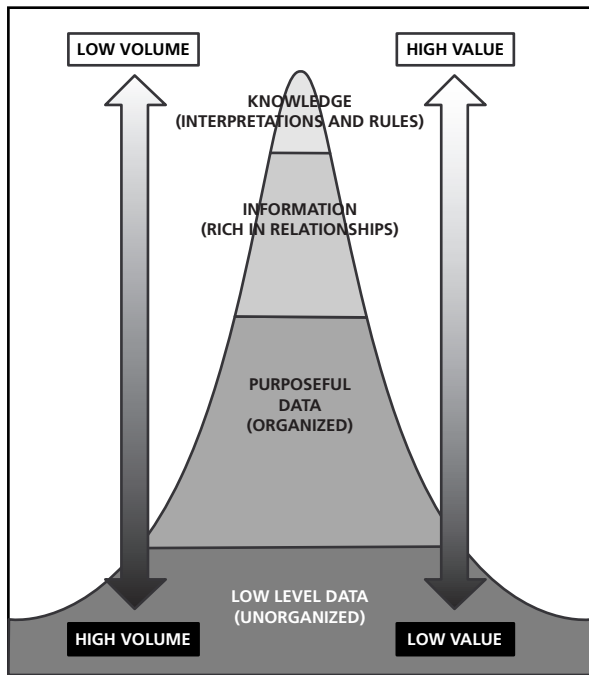 LOW VOLUME
HIGH VALUE
KNOWLEDGE
(INTERPRETATIONS AND RULES)
INFORMATION
(RICH IN RELATIONSHIPS)
PURPOSEFUL
DATA
(ORGANIZED)
LOW LEVEL DATA
(UNORGANIZED)
HIGH VOLUME
LOW VALUE